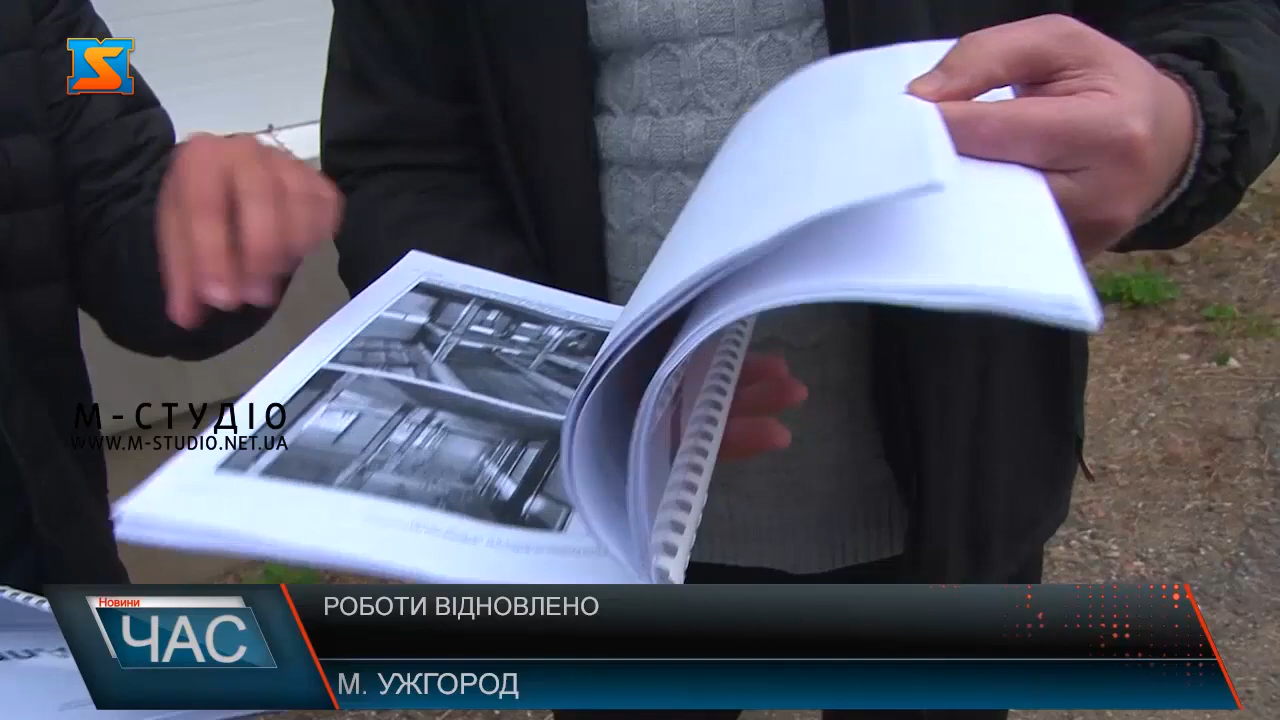 М-СТУДІО
WWW.M-STUDIO.NET.UA
Новини
ЧАС
РОБОТИ ВІДНОВЛЕНО
М. УЖГОРОД